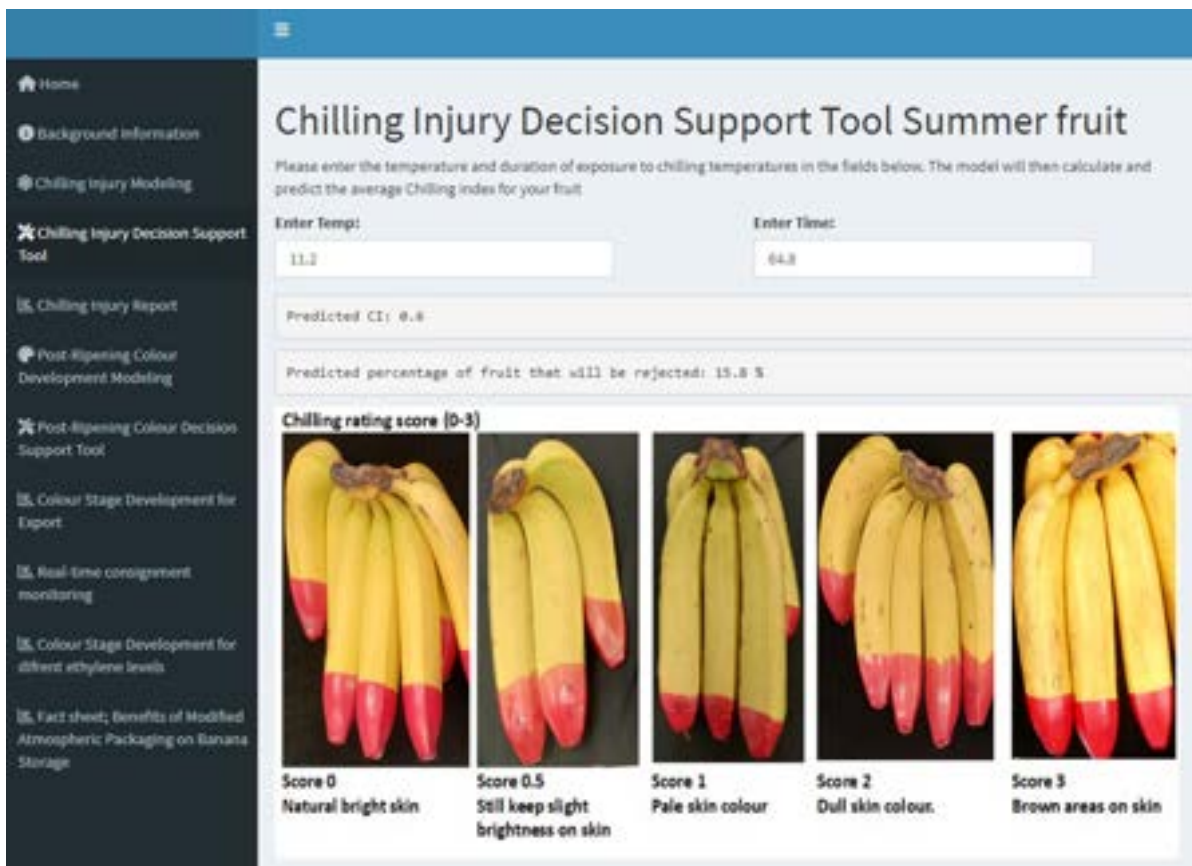 Home
Background Information
Chilling Injury Modeling
Chilling Injury Decision Support
Tool
Chilling Injury Report
Post-Ripening Colour
Development Modeling
Post-Ripening Colour Decision
Support Tool
Colour Stage Development for
Export
Real-time consignment
monitoring
Colour Stage Development for
difrent ethylene levels
Fact sheet; Benefits of Modified
Atmospheric Packaging on Banana
Storage
Chilling Injury Decision Support Tool Summer fruit
Please enter the temperature and duration of exposure to chilling temperatures in the fields below. The model will then calculate and
predict the average Chilling index for your fruit
Enter Temp:
Enter Time:
11.2
64.8
Predicted CI: 0.6
Predicted percentage of fruit that will be rejected: 15.8 %
Chilling rating score (0-3)
Score 0
Natural bright skin
Score 0.5
Still keep slight
brightness on skin
Score 1
Pale skin colour
Score 2
Dull skin colour.
Score 3
Brown areas on skin